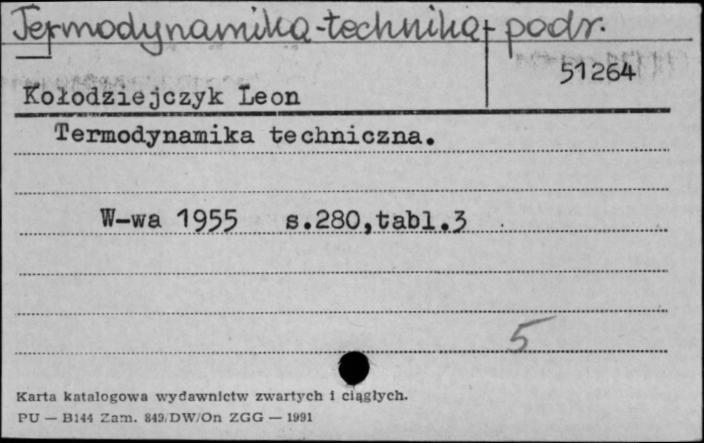 Termodynamika-technika-podr.
51264
Kołodziejczyk Leon
Termodynamika techniczna.
W-wa 1955 s.280,tabl.3
5
Karta katalogowa wydawnictw zwartych i ciągłych.
PU — B144 Zam. 849/DW/On ZGG — 1991